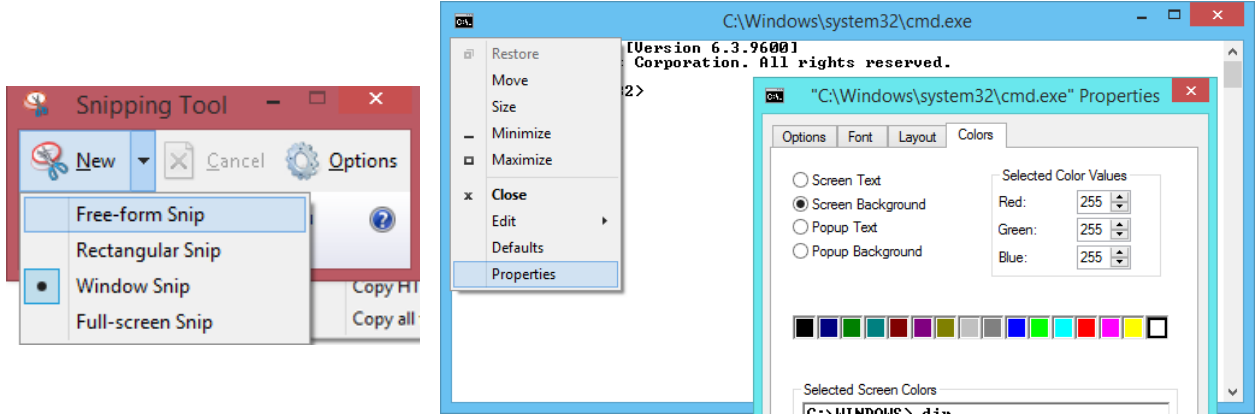 Snipping Tool
New
Cancel
Options
Free-form Snip
Rectangular Snip
Window Snip
Full-screen Snip
Copy HT
Copy all
C:\Windows\system32\cmd.exe
[Version 6.3.9600]
Corporation. All rights reserved.
32>
Restore
Move
Size
Minimize
Maximize
Close
Edit
Defaults
Properties
"C:\Windows\system32\cmd.exe" Properties
Options Font Layout Colors
Screen Text
Screen Background
Popup Text
Popup Background
Selected Color Values
Red: 255
Green: 255
Blue: 255
Selected Screen Colors
C:\WINDOWS> dir